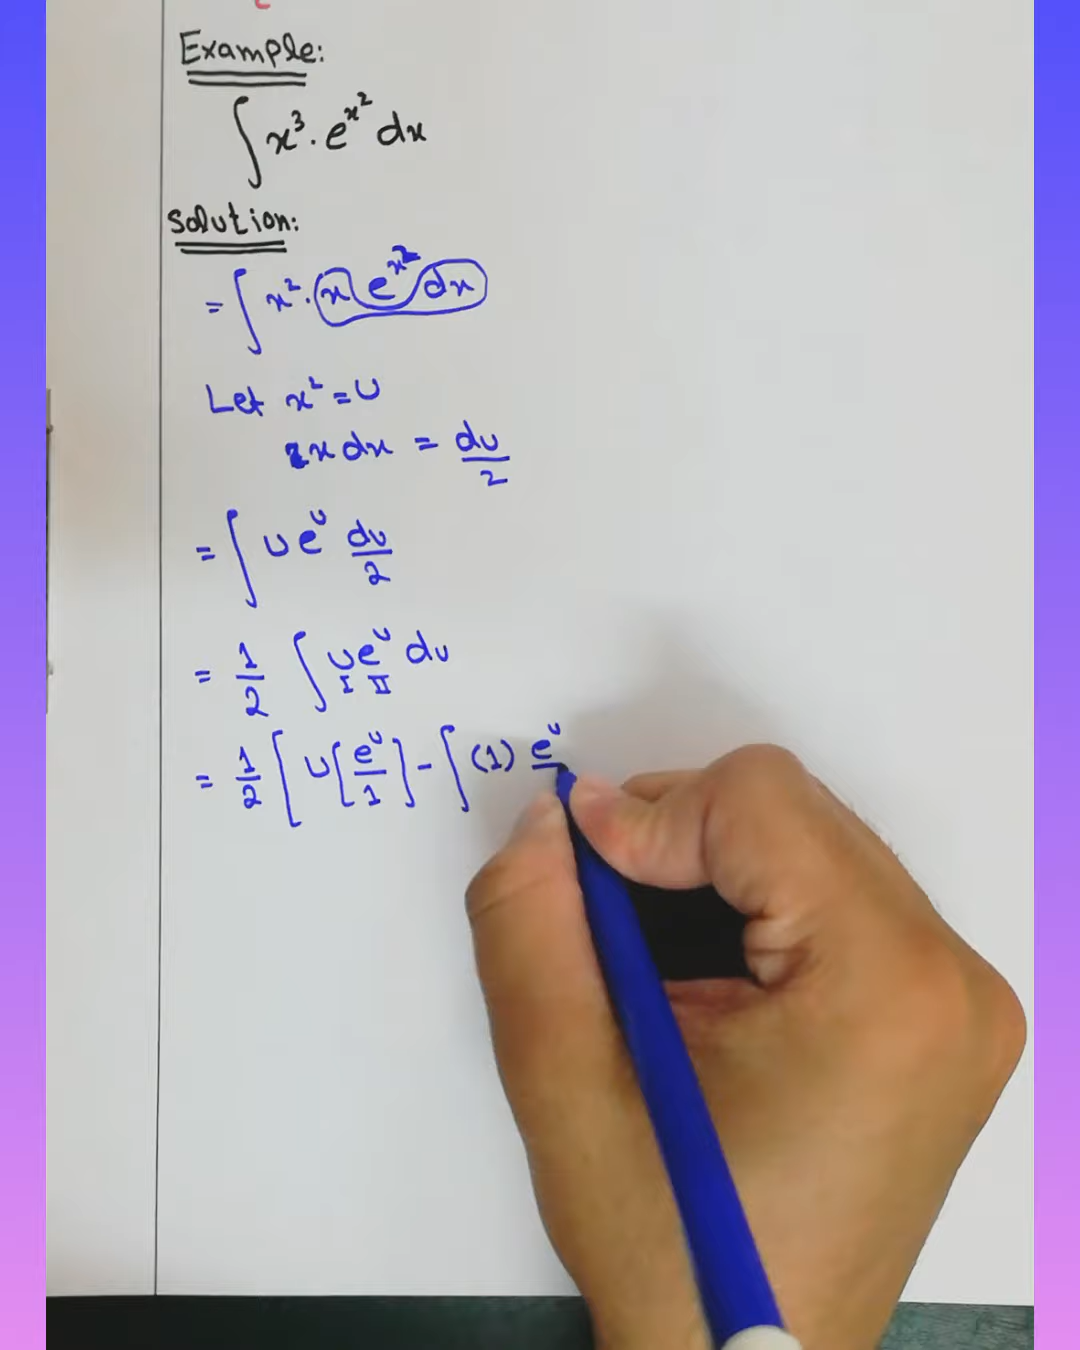 Example:
∫ x³ · e^{x²} dx
Solution:
= ∫ x² · x e^{x²} dx
Let x² = U
2x dx = du/2
= ∫ U e^U du/2
= 1/2 ∫ U e^U du
I II
= 1/2 [ U [ e^U/1 ] - ∫ (1) e^U